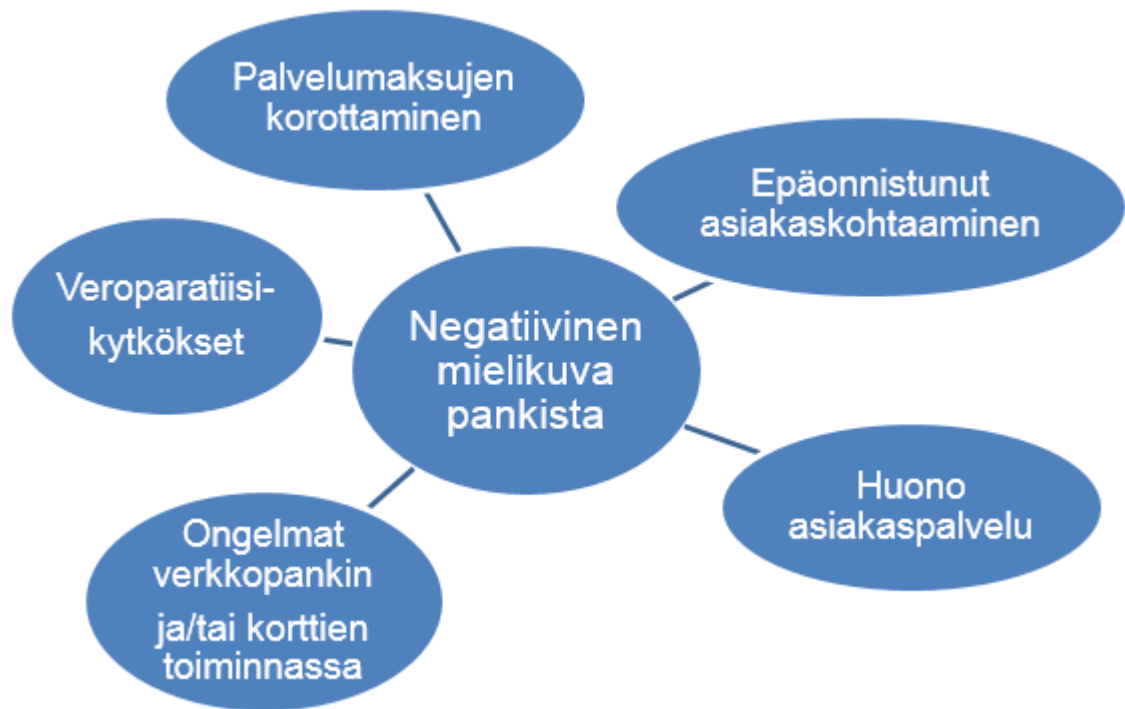 Palvelumaksujen
korottaminen
Epäonnistunut
asiakaskohtaaminen
Veroparatiisi-
kytkökset
Negatiivinen
mielikuva
pankista
Huono
asiakaspalvelu
Ongelmat
verkkopankin
ja/tai korttien
toiminnassa